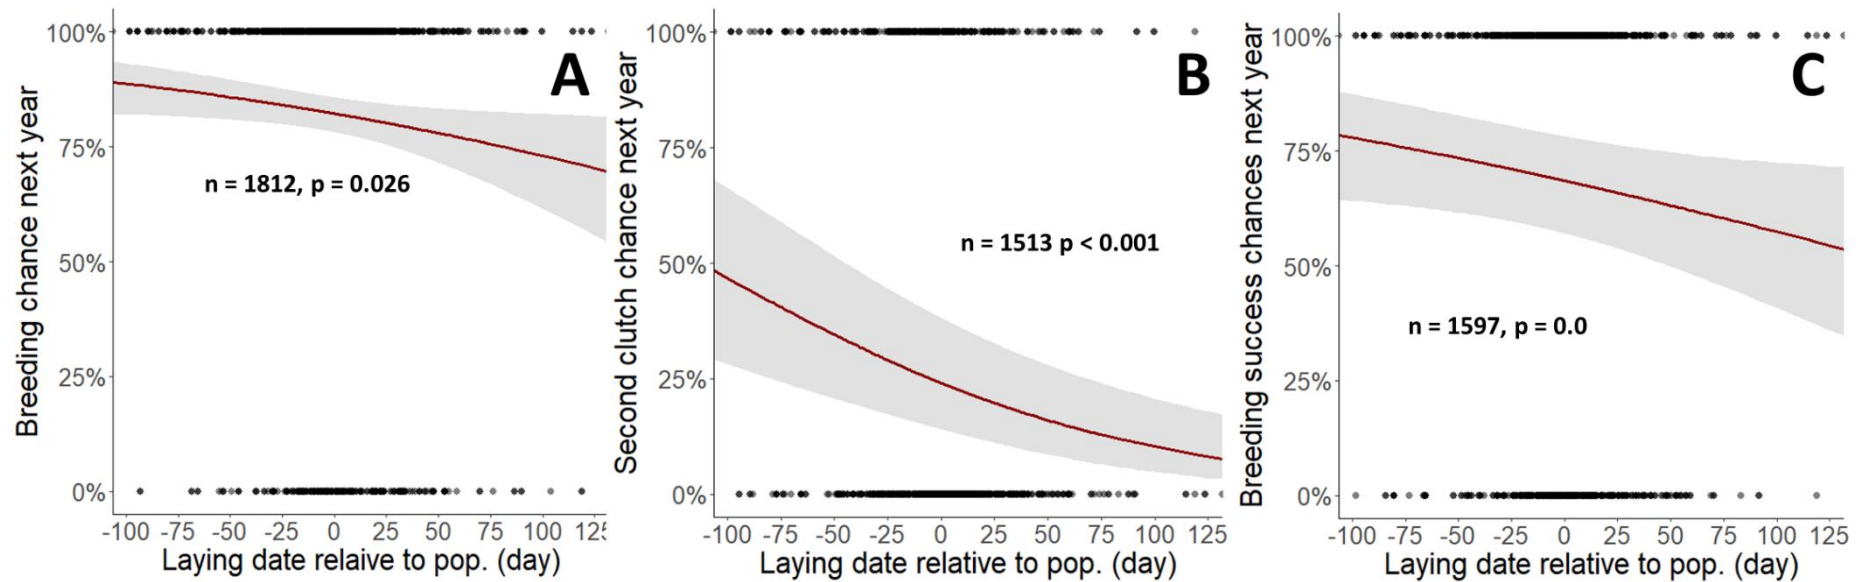 Breeding chance next year
100%
75%
50%
25%
0%
A
n = 1812, p = 0.026
-100 -75 -50 -25 0 25 50 75 100 125
Laying date relaive to pop. (day)
Second clutch chance next year
100%
75%
50%
25%
0%
B
n = 1513 p < 0.001
-100 -75 -50 -25 0 25 50 75 100 125
Laying date relative to pop. (day)
Breeding success chances next year
100%
75%
50%
25%
0%
C
n = 1597, p = 0.0
-100 -75 -50 -25 0 25 50 75 100 125
Laying date relative to pop. (day)